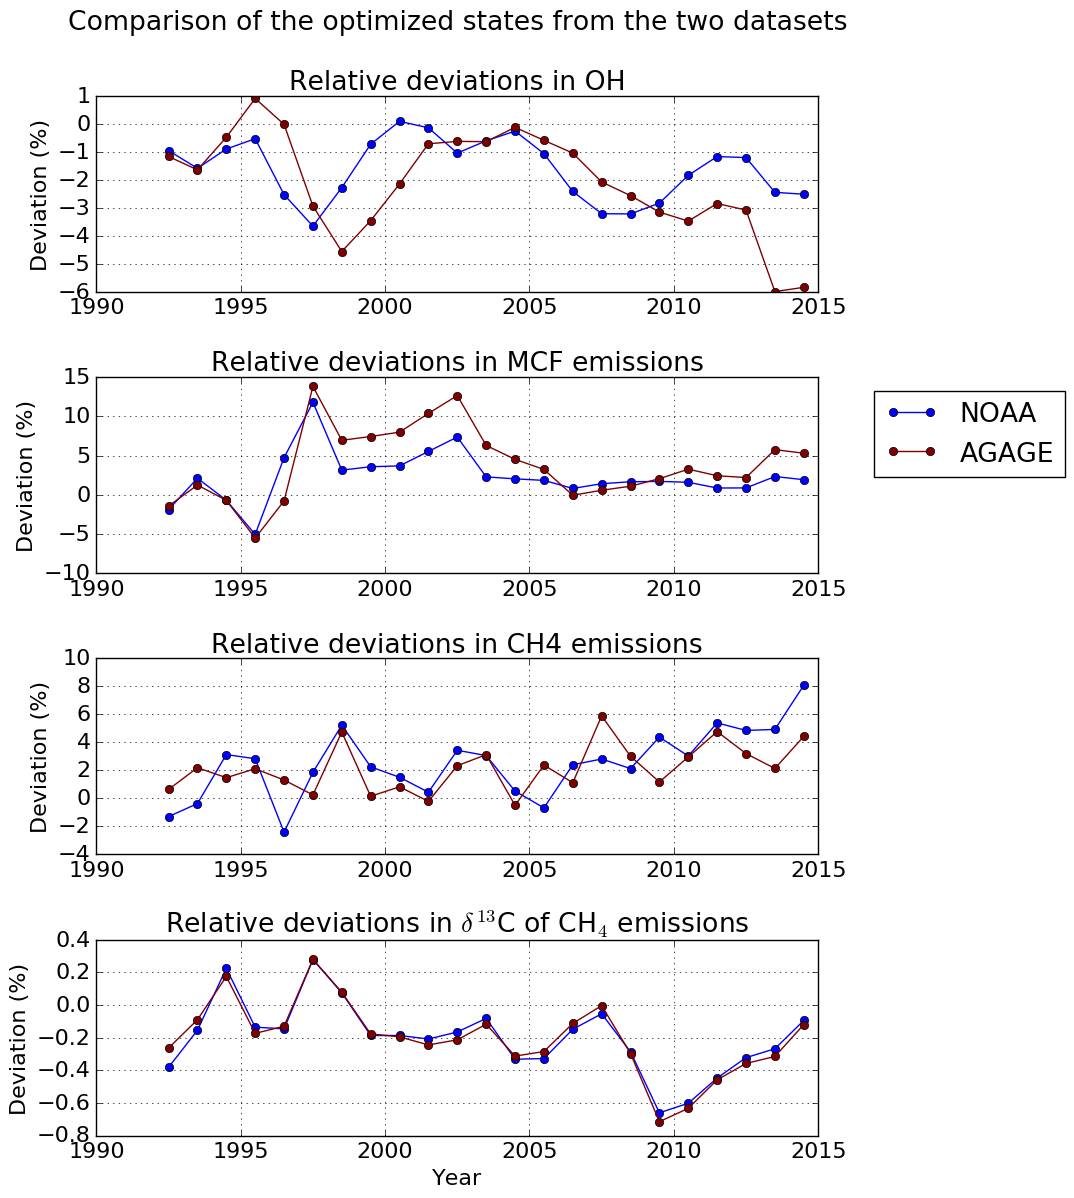 Comparison of the optimized states from the two datasets
Relative deviations in OH
Deviation (%)
1
0
−1
−2
−3
−4
−5
−6
1990 1995 2000 2005 2010 2015
Relative deviations in MCF emissions
Deviation (%)
15
10
5
0
−5
−10
1990 1995 2000 2005 2010 2015
NOAA
AGAGE
Relative deviations in CH4 emissions
Deviation (%)
10
8
6
4
2
0
−2
−4
1990 1995 2000 2005 2010 2015
Relative deviations in δ¹³C of CH₄ emissions
Deviation (%)
0.4
0.2
0.0
−0.2
−0.4
−0.6
−0.8
1990 1995 2000 2005 2010 2015
Year